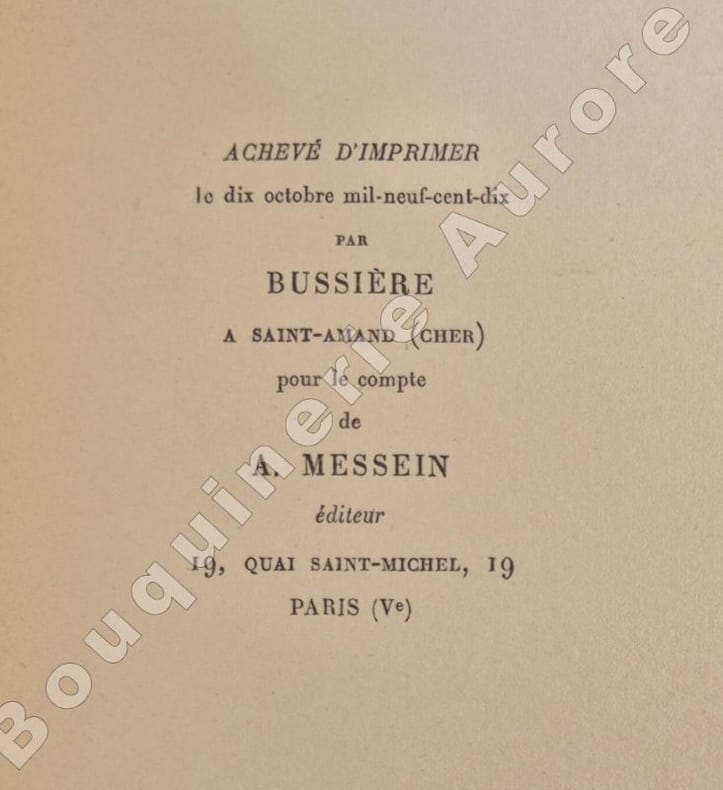 ACHEVÉ D'IMPRIMER
le dix octobre mil-neuf-cent-dix
PAR
BUSSIÈRE
A SAINT-AMAND (CHER)
pour le compte
de
A. MESSEIN
éditeur
19, QUAI SAINT-MICHEL, 19
PARIS (Ve)
Bouquinerie Aurore